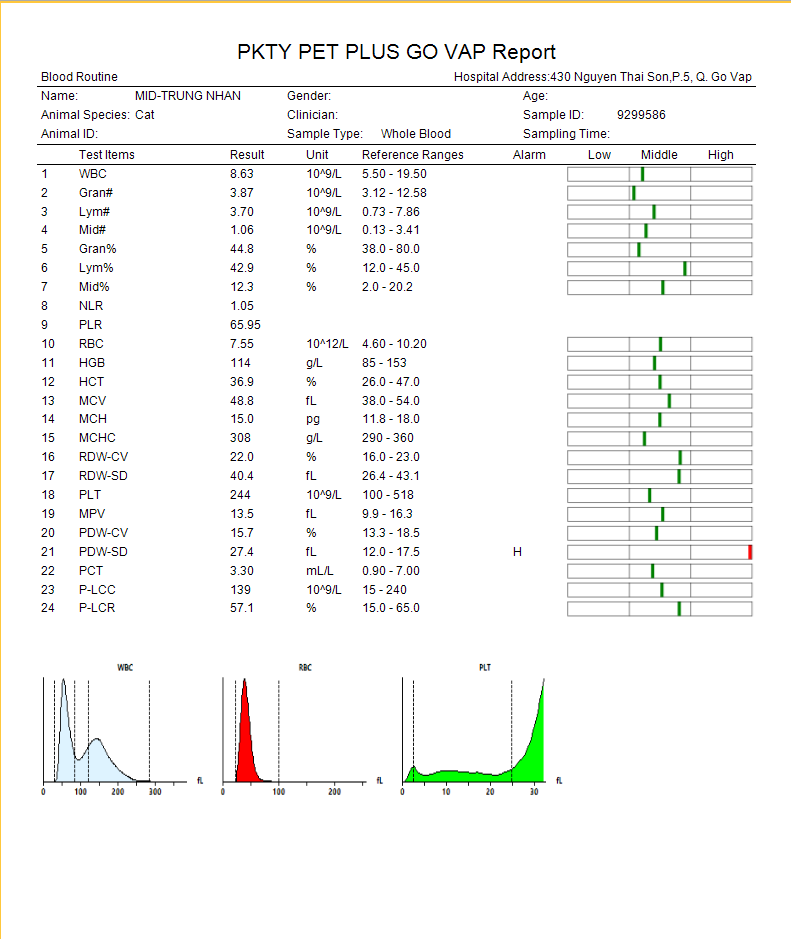 PKTY PET PLUS GO VAP Report
Blood Routine Hospital Address:430 Nguyen Thai Son,P.5, Q. Go Vap
Name: MID-TRUNG NHAN Gender: Age:
Animal Species: Cat Clinician: Sample ID: 9299586
Animal ID: Sample Type: Whole Blood Sampling Time:
Test Items Result Unit Reference Ranges Alarm Low Middle High
1 WBC 8.63 10^9/L 5.50 - 19.50
2 Gran# 3.87 10^9/L 3.12 - 12.58
3 Lym# 3.70 10^9/L 0.73 - 7.86
4 Mid# 1.06 10^9/L 0.13 - 3.41
5 Gran% 44.8 % 38.0 - 80.0
6 Lym% 42.9 % 12.0 - 45.0
7 Mid% 12.3 % 2.0 - 20.2
8 NLR 1.05
9 PLR 65.95
10 RBC 7.55 10^12/L 4.60 - 10.20
11 HGB 114 g/L 85 - 153
12 HCT 36.9 % 26.0 - 47.0
13 MCV 48.8 fL 38.0 - 54.0
14 MCH 15.0 pg 11.8 - 18.0
15 MCHC 308 g/L 290 - 360
16 RDW-CV 22.0 % 16.0 - 23.0
17 RDW-SD 40.4 fL 26.4 - 43.1
18 PLT 244 10^9/L 100 - 518
19 MPV 13.5 fL 9.9 - 16.3
20 PDW-CV 15.7 % 13.3 - 18.5
21 PDW-SD 27.4 fL 12.0 - 17.5 H
22 PCT 3.30 mL/L 0.90 - 7.00
23 P-LCC 139 10^9/L 15 - 240
24 P-LCR 57.1 % 15.0 - 65.0
WBC RBC PLT
fL fL fL
0 100 200 300 0 100 200 0 10 20 30